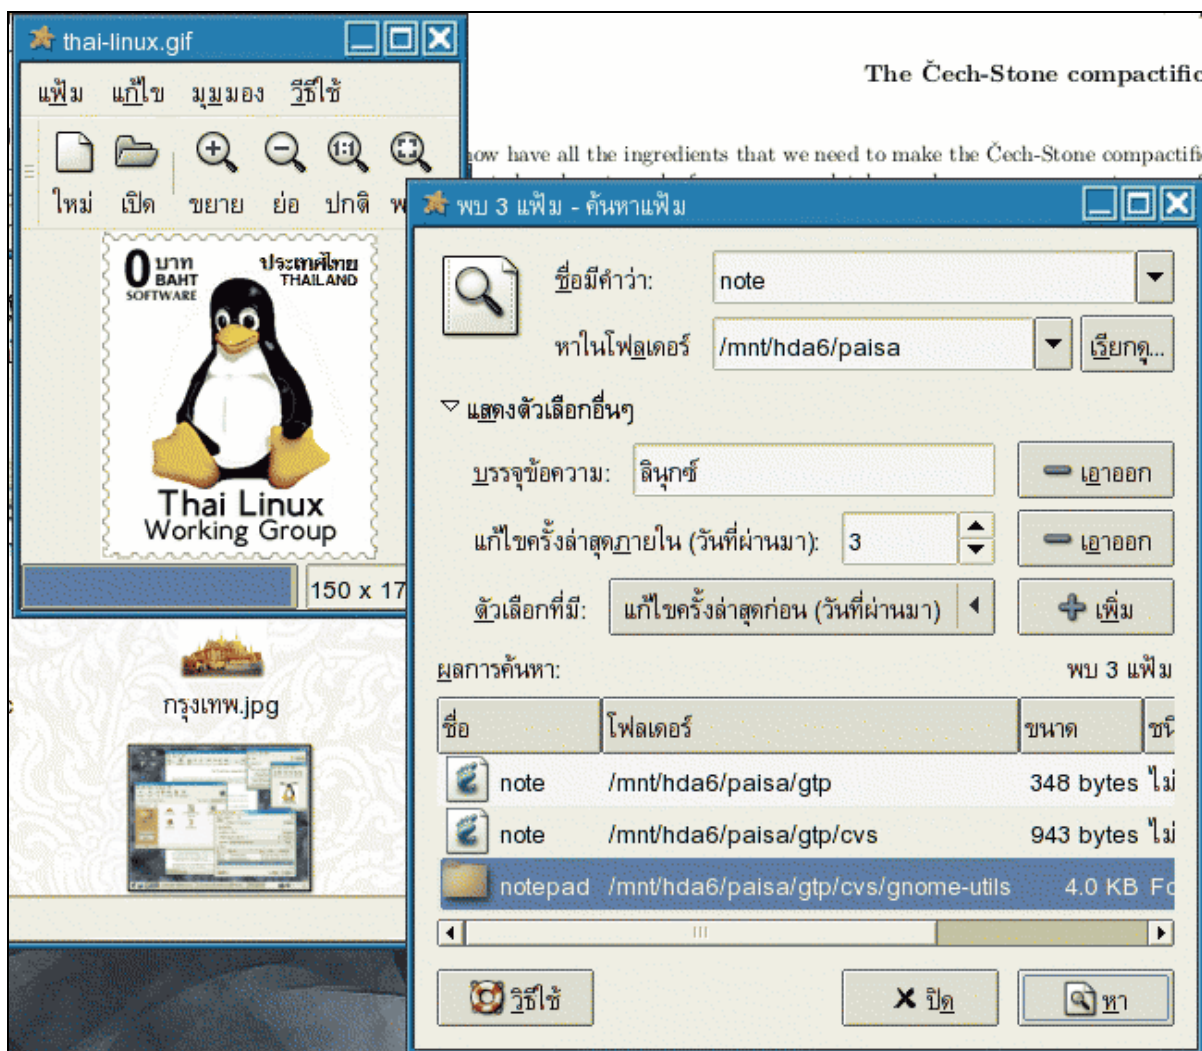 thai-linux.gif
แฟ้ม แก้ไข มุมมอง วิธีใช้
ใหม่ เปิด ขยาย ย่อ ปกติ
0 บาท BAHT SOFTWARE
ประเทศไทย THAILAND
Thai Linux
Working Group
150 x 17
กรุงเทพ.jpg
The Čech-Stone compactific
now have all the ingredients that we need to make the Čech-Stone compactifi
พบ 3 แฟ้ม - ค้นหาแฟ้ม
ชื่อมีคำว่า: note
หาในโฟลเดอร์ /mnt/hda6/paisa เรียกดู...
แสดงตัวเลือกอื่นๆ
บรรจุข้อความ: ลินุกซ์ เอาออก
แก้ไขครั้งล่าสุดภายใน (วันที่ผ่านมา): 3 เอาออก
ตัวเลือกที่มี: แก้ไขครั้งล่าสุดก่อน (วันที่ผ่านมา) เพิ่ม
ผลการค้นหา: พบ 3 แฟ้ม
ชื่อ โฟลเดอร์ ขนาด ชนิ
note /mnt/hda6/paisa/gtp 348 bytes ไม่
note /mnt/hda6/paisa/gtp/cvs 943 bytes ไม่
notepad /mnt/hda6/paisa/gtp/cvs/gnome-utils 4.0 KB Fo
วิธีใช้ ปิด หา